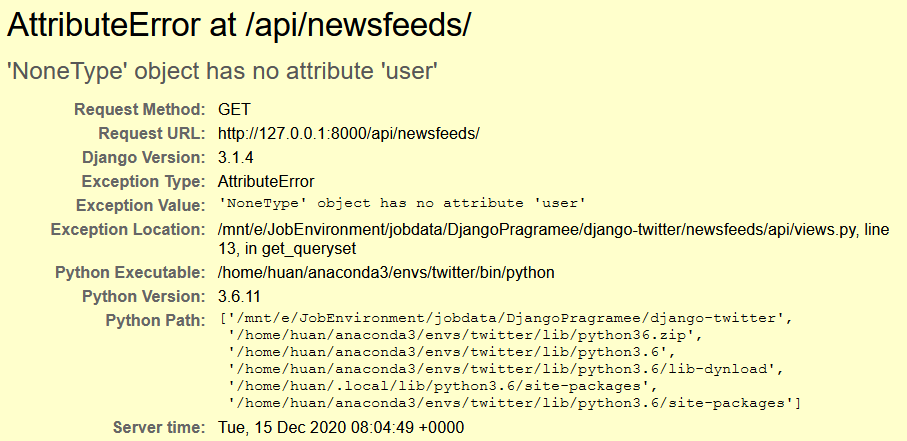 AttributeError at /api/newsfeeds/
'NoneType' object has no attribute 'user'
Request Method: GET
Request URL: http://127.0.0.1:8000/api/newsfeeds/
Django Version: 3.1.4
Exception Type: AttributeError
Exception Value: 'NoneType' object has no attribute 'user'
Exception Location: /mnt/e/JobEnvironment/jobdata/DjangoPragramee/django-twitter/newsfeeds/api/views.py, line
13, in get_queryset
Python Executable: /home/huan/anaconda3/envs/twitter/bin/python
Python Version: 3.6.11
Python Path: ['/mnt/e/JobEnvironment/jobdata/DjangoPragramee/django-twitter',
'/home/huan/anaconda3/envs/twitter/lib/python36.zip',
'/home/huan/anaconda3/envs/twitter/lib/python3.6',
'/home/huan/anaconda3/envs/twitter/lib/python3.6/lib-dynload',
'/home/huan/.local/lib/python3.6/site-packages',
'/home/huan/anaconda3/envs/twitter/lib/python3.6/site-packages']
Server time: Tue, 15 Dec 2020 08:04:49 +0000